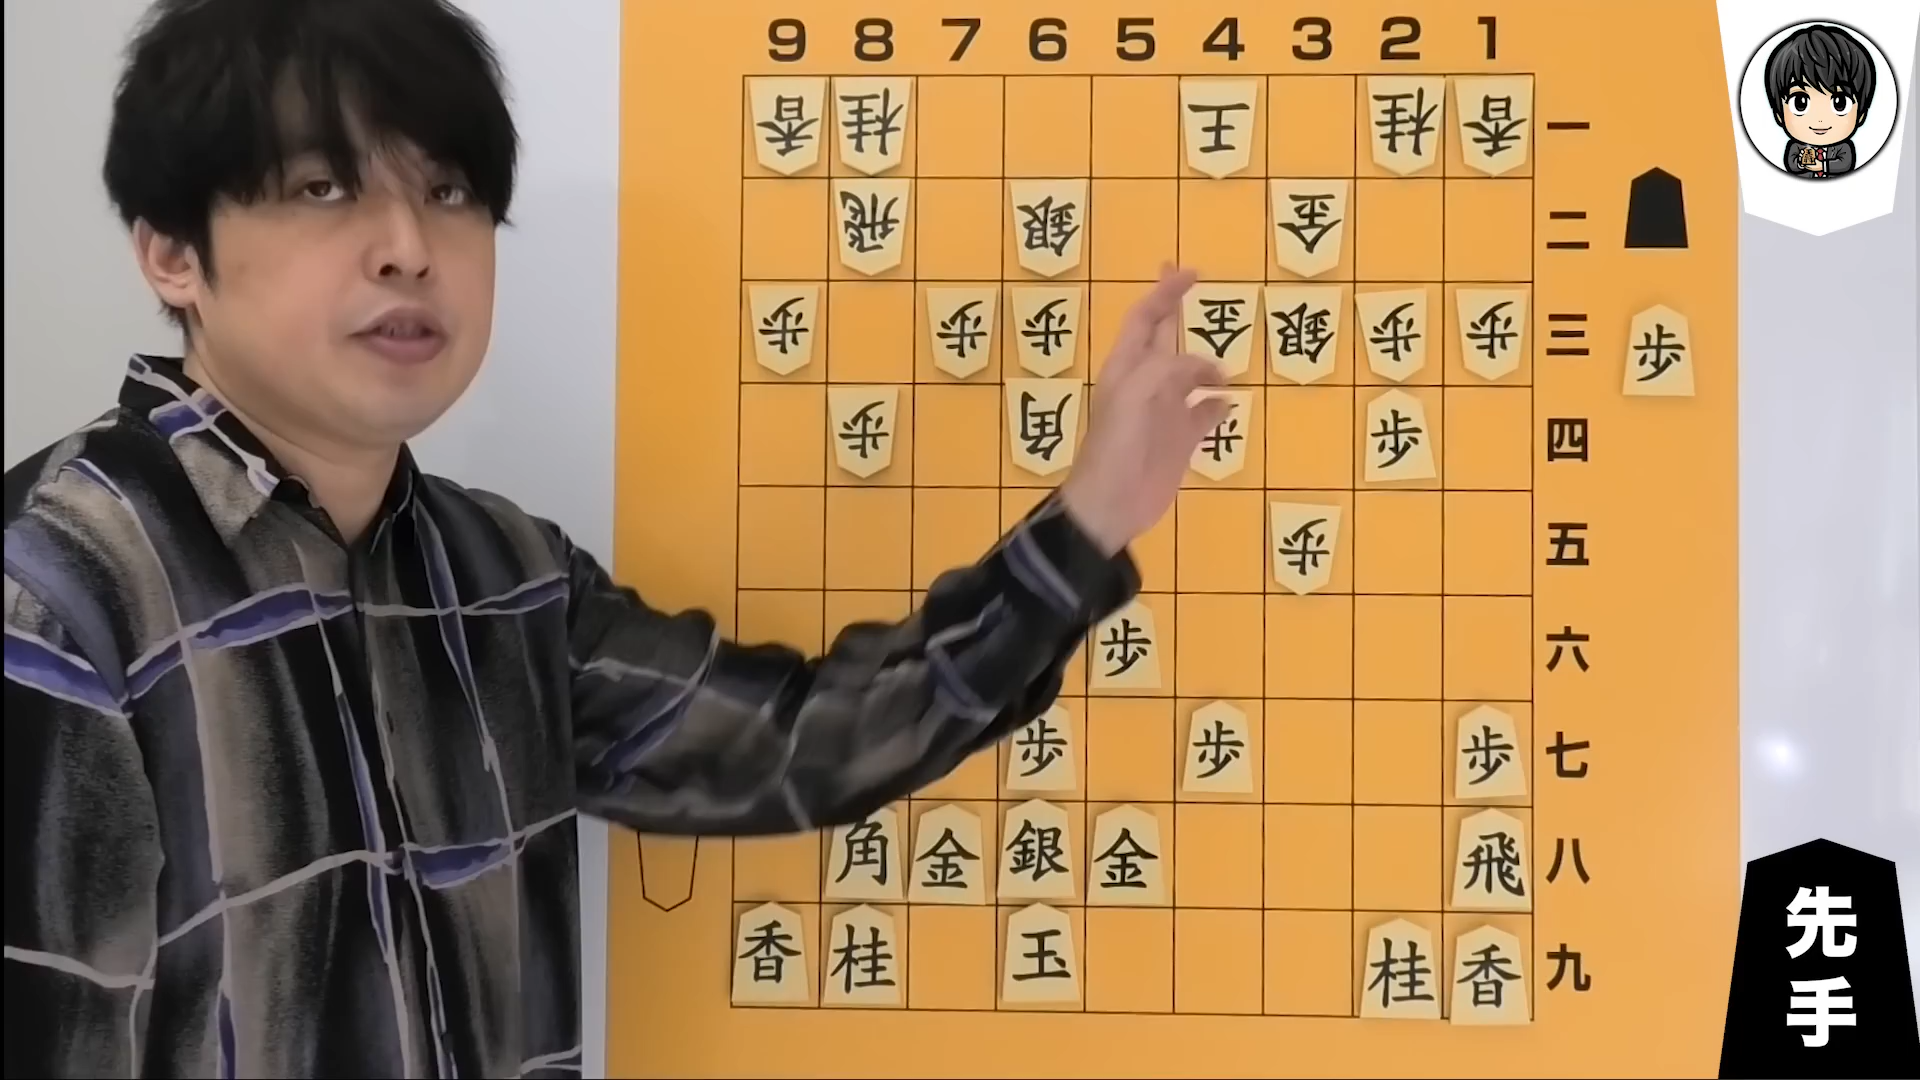 9 8 7 6 5 4 3 2 1
香 桂 王 桂 香 一
飛 銀 金 二
歩 歩 歩 金 銀 歩 歩 三
歩 角 歩 歩 四
歩 五
歩 六
歩 歩 歩 七
角 金 銀 金 飛 八
香 桂 玉 桂 香 九
歩
先手